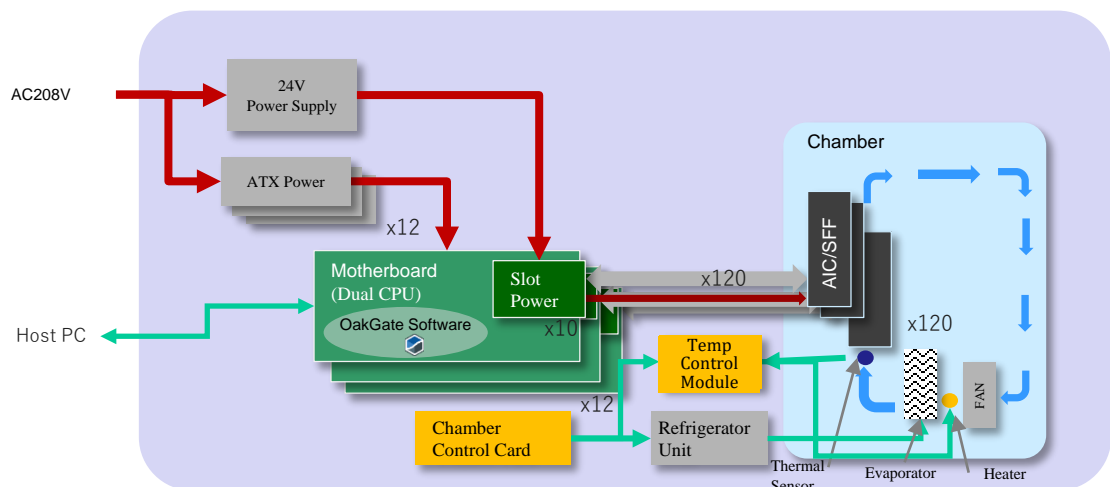 24V
Power Supply
AC208V
Chamber
ATX Power
AIC/SFF
x12
Motherboard
(Dual CPU)
Slot
Power
x120
OakGate Software
x10
Host PC
x120
Temp
Control
Module
FAN
x12
Chamber
Control Card
Refrigerator
Unit
Thermal
Sensor
Evaporator
Heater